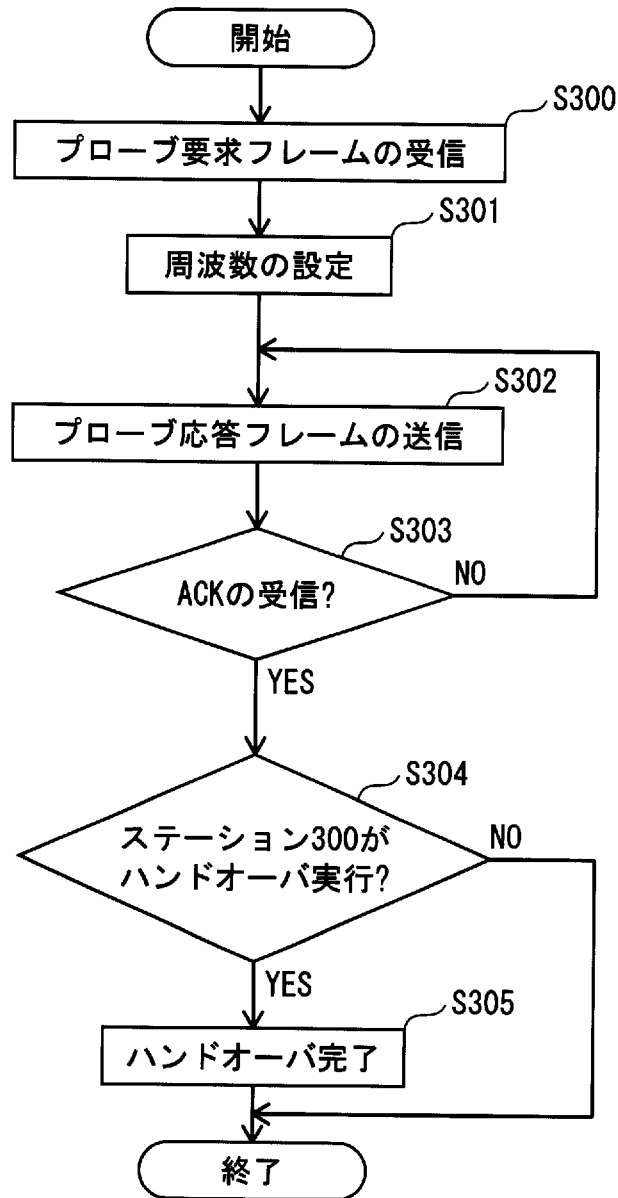 開始
S300
プローブ要求フレームの受信
S301
周波数の設定
S302
プローブ応答フレームの送信
S303
ACKの受信?
NO
YES
S304
ステーション300が
ハンドオーバ実行?
NO
YES
S305
ハンドオーバ完了
終了